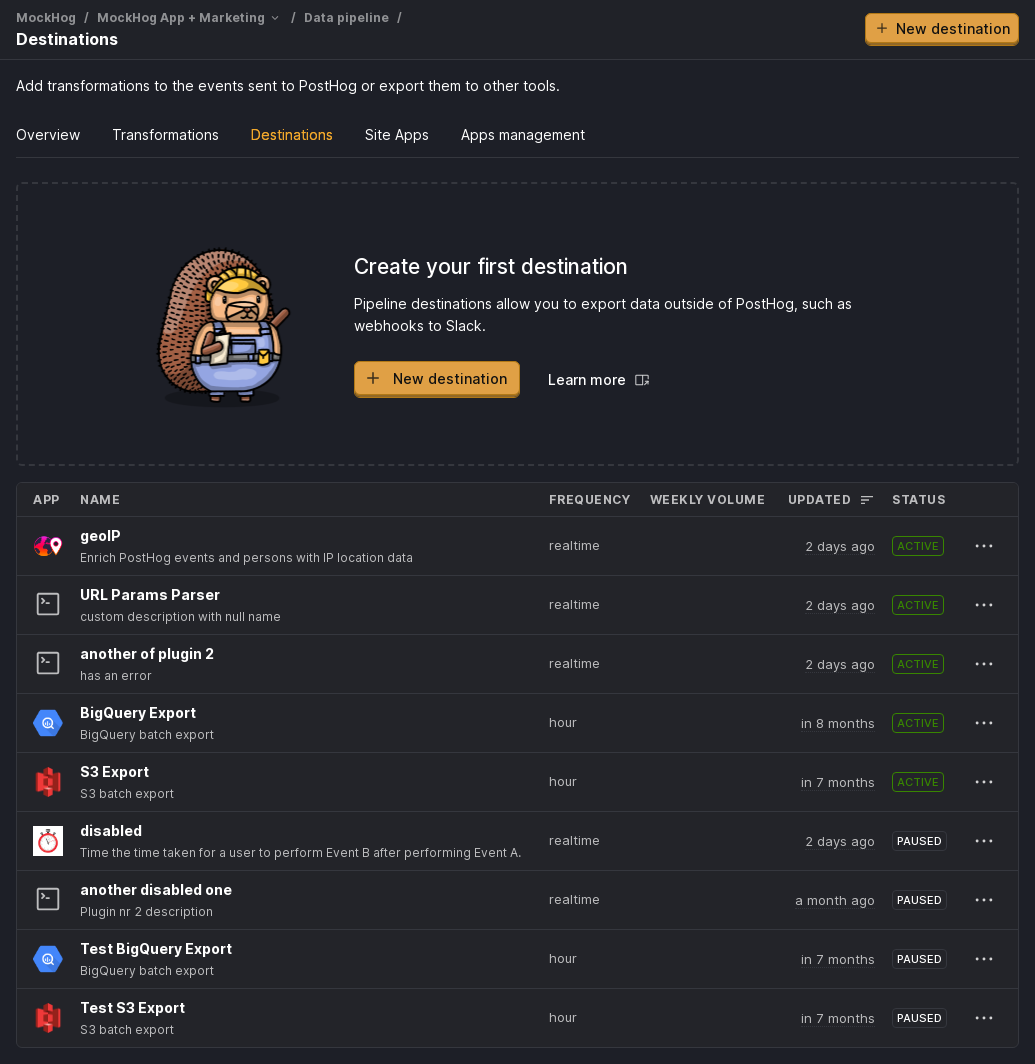 MockHog / MockHog App + Marketing / Data pipeline /
Destinations
New destination
Add transformations to the events sent to PostHog or export them to other tools.
Overview Transformations Destinations Site Apps Apps management
Create your first destination
Pipeline destinations allow you to export data outside of PostHog, such as
webhooks to Slack.
New destination Learn more
APP NAME FREQUENCY WEEKLY VOLUME UPDATED STATUS
geoIP
Enrich PostHog events and persons with IP location data
realtime 2 days ago ACTIVE
URL Params Parser
custom description with null name
realtime 2 days ago ACTIVE
another of plugin 2
has an error
realtime 2 days ago ACTIVE
BigQuery Export
BigQuery batch export
hour in 8 months ACTIVE
S3 Export
S3 batch export
hour in 7 months ACTIVE
disabled
Time the time taken for a user to perform Event B after performing Event A.
realtime 2 days ago PAUSED
another disabled one
Plugin nr 2 description
realtime a month ago PAUSED
Test BigQuery Export
BigQuery batch export
hour in 7 months PAUSED
Test S3 Export
S3 batch export
hour in 7 months PAUSED